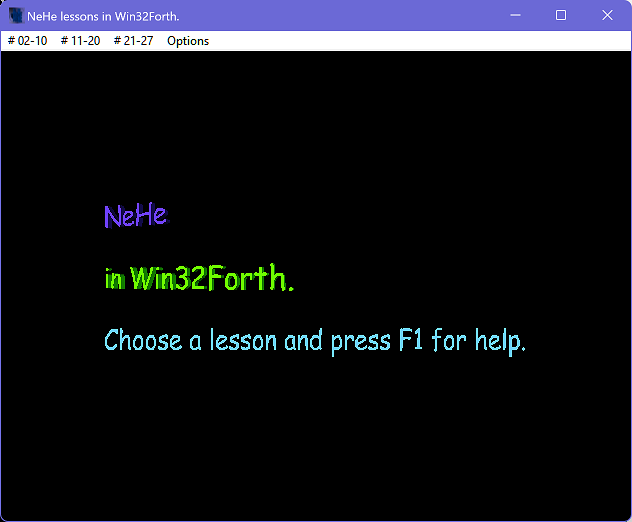 NeHe lessons in Win32Forth.
# 02-10 # 11-20 # 21-27 Options
NeHe
in Win32Forth.
Choose a lesson and press F1 for help.